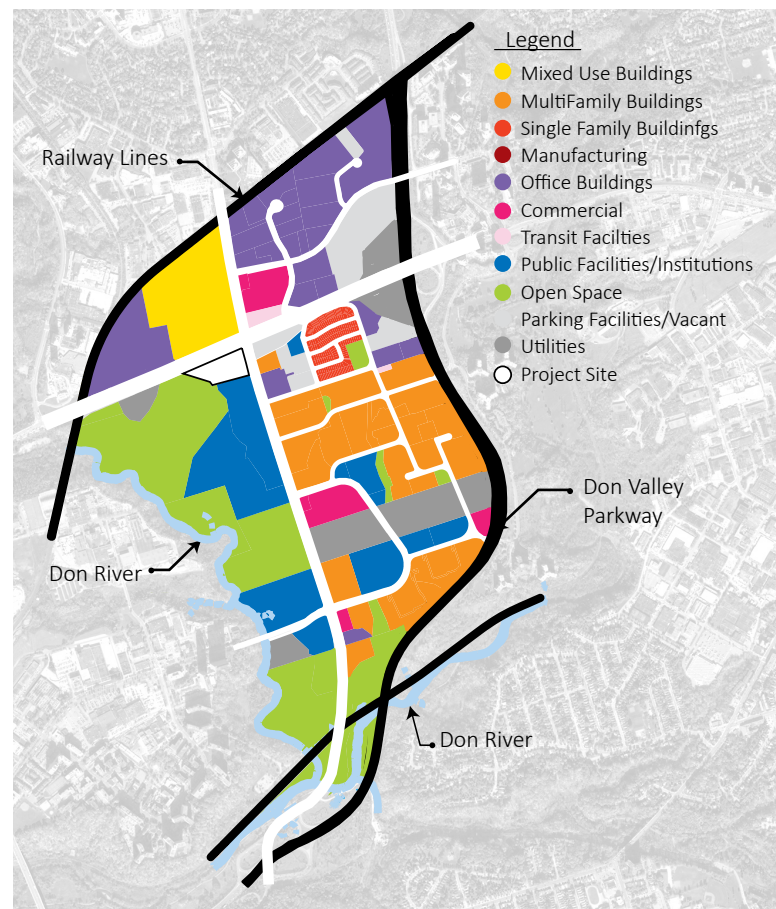 Legend
Mixed Use Buildings
MultiFamily Buildings
Single Family Buildinfgs
Manufacturing
Office Buildings
Commercial
Transit Facilties
Public Facilities/Institutions
Open Space
Parking Facilities/Vacant
Utilities
Project Site
Railway Lines
Don Valley
Parkway
Don River
Don River